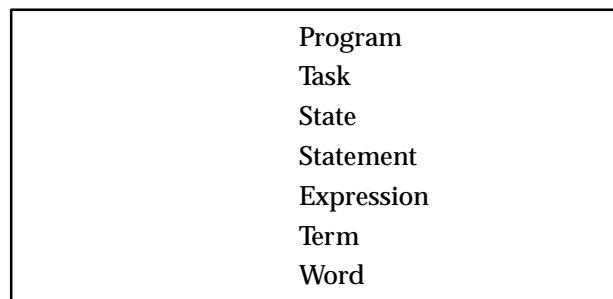 Program
Task
State
Statement
Expression
Term
Word